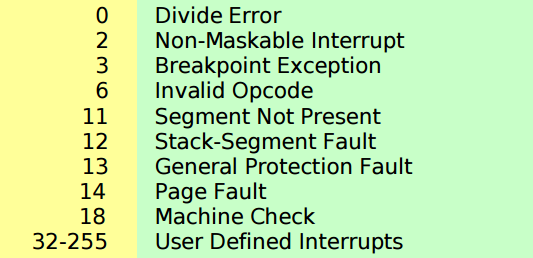 0 Divide Error
2 Non-Maskable Interrupt
3 Breakpoint Exception
6 Invalid Opcode
11 Segment Not Present
12 Stack-Segment Fault
13 General Protection Fault
14 Page Fault
18 Machine Check
32-255 User Defined Interrupts